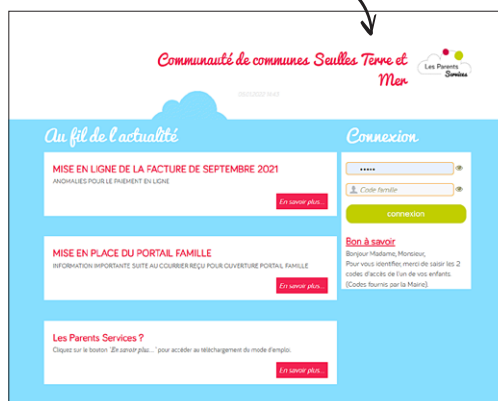 Communauté de communes Seulles Terre et
Mer
Les Parents
Services
Au fil de l'actualité
MISE EN LIGNE DE LA FACTURE DE SEPTEMBRE 2021
ANOMALIES POUR LE PAIEMENT EN LIGNE
En savoir plus...
MISE EN PLACE DU PORTAIL FAMILLE
INFORMATION IMPORTANTE SUITE AU COURRIER REÇU POUR OUVERTURE PORTAIL FAMILLE
En savoir plus...
Les Parents Services ?
Cliquez sur le bouton "En savoir plus..." pour accéder au téléchargement du mode d'emploi.
En savoir plus...
Connexion
•••••
Code famille
connexion
Bon à savoir
Bonjour Madame, Monsieur,
Pour vous identifier, merci de saisir les 2
codes d'accès de l'un de vos enfants.
(Codes fournis par la Mairie).